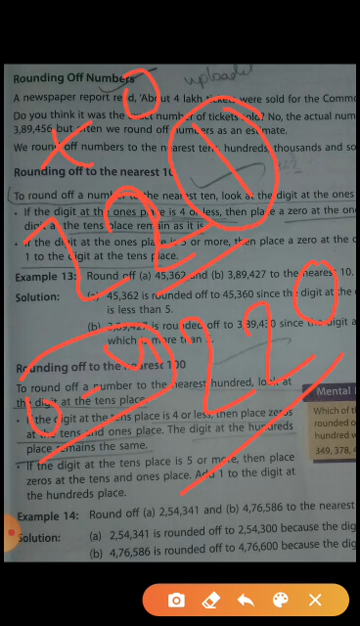 Rounding Off Numbers
A newspaper report read, 'About 4 lakh tickets were sold for the Comm
Do you think it was the exact number of tickets sold? No, the actual num
3,89,456 but often we round off numbers as an estimate.
We round off numbers to the nearest tens, hundreds, thousands and so
Rounding off to the nearest 10
To round off a number to the nearest ten, look at the digit at the ones
• If the digit at the ones place is 4 or less, then place a zero at the on
digit at the tens place remain as it is.
• If the digit at the ones place is 5 or more, then place a zero at the
1 to the digit at the tens place.
Example 13: Round off (a) 45,362 and (b) 3,89,427 to the nearest 10.
Solution: (a) 45,362 is rounded off to 45,360 since the digit at the
is less than 5.
(b) 3,89,427 is rounded off to 3,89,430 since the digit a
which is more than 5.
Rounding off to the nearest 100
To round off a number to the nearest hundred, look at
the digit at the tens place.
• If the digit at the tens place is 4 or less, then place zeros
at the tens and ones place. The digit at the hundreds
place remains the same.
• If the digit at the tens place is 5 or more, then place
zeros at the tens and ones place. Add 1 to the digit at
the hundreds place.
Mental
Which of t
rounded o
hundred w
349, 378, 4
Example 14: Round off (a) 2,54,341 and (b) 4,76,586 to the nearest
Solution: (a) 2,54,341 is rounded off to 2,54,300 because the dig
(b) 4,76,586 is rounded off to 4,76,600 because the dig